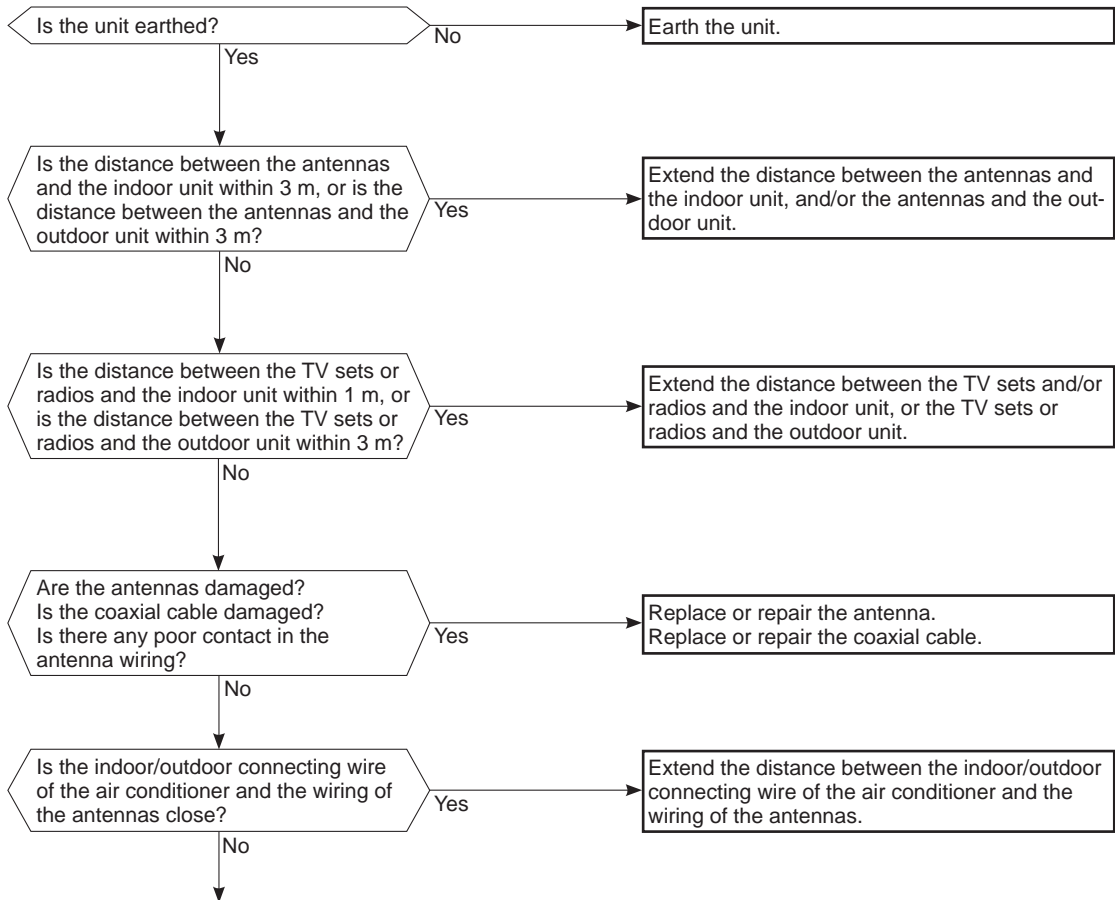 Is the unit earthed?
No
Earth the unit.
Yes
Is the distance between the antennas
and the indoor unit within 3 m, or is the
distance between the antennas and the
outdoor unit within 3 m?
Yes
Extend the distance between the antennas and
the indoor unit, and/or the antennas and the out-
door unit.
No
Is the distance between the TV sets or
radios and the indoor unit within 1 m, or
is the distance between the TV sets or
radios and the outdoor unit within 3 m?
Yes
Extend the distance between the TV sets and/or
radios and the indoor unit, or the TV sets or
radios and the outdoor unit.
No
Are the antennas damaged?
Is the coaxial cable damaged?
Is there any poor contact in the
antenna wiring?
Yes
Replace or repair the antenna.
Replace or repair the coaxial cable.
No
Is the indoor/outdoor connecting wire
of the air conditioner and the wiring of
the antennas close?
Yes
Extend the distance between the indoor/outdoor
connecting wire of the air conditioner and the
wiring of the antennas.
No